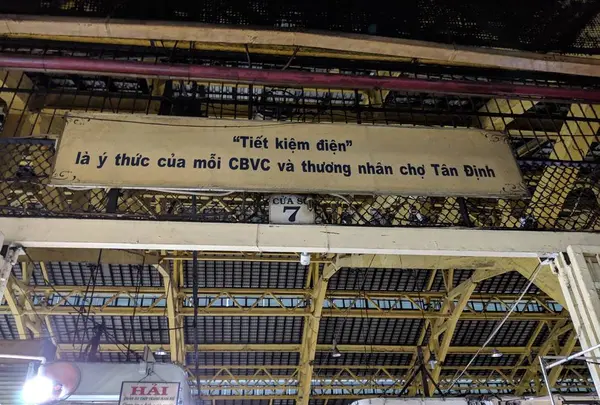 “Tiết kiệm điện”
là ý thức của mỗi CBVC và thương nhân chợ Tân Định
CỬA SỐ
7
HẢI